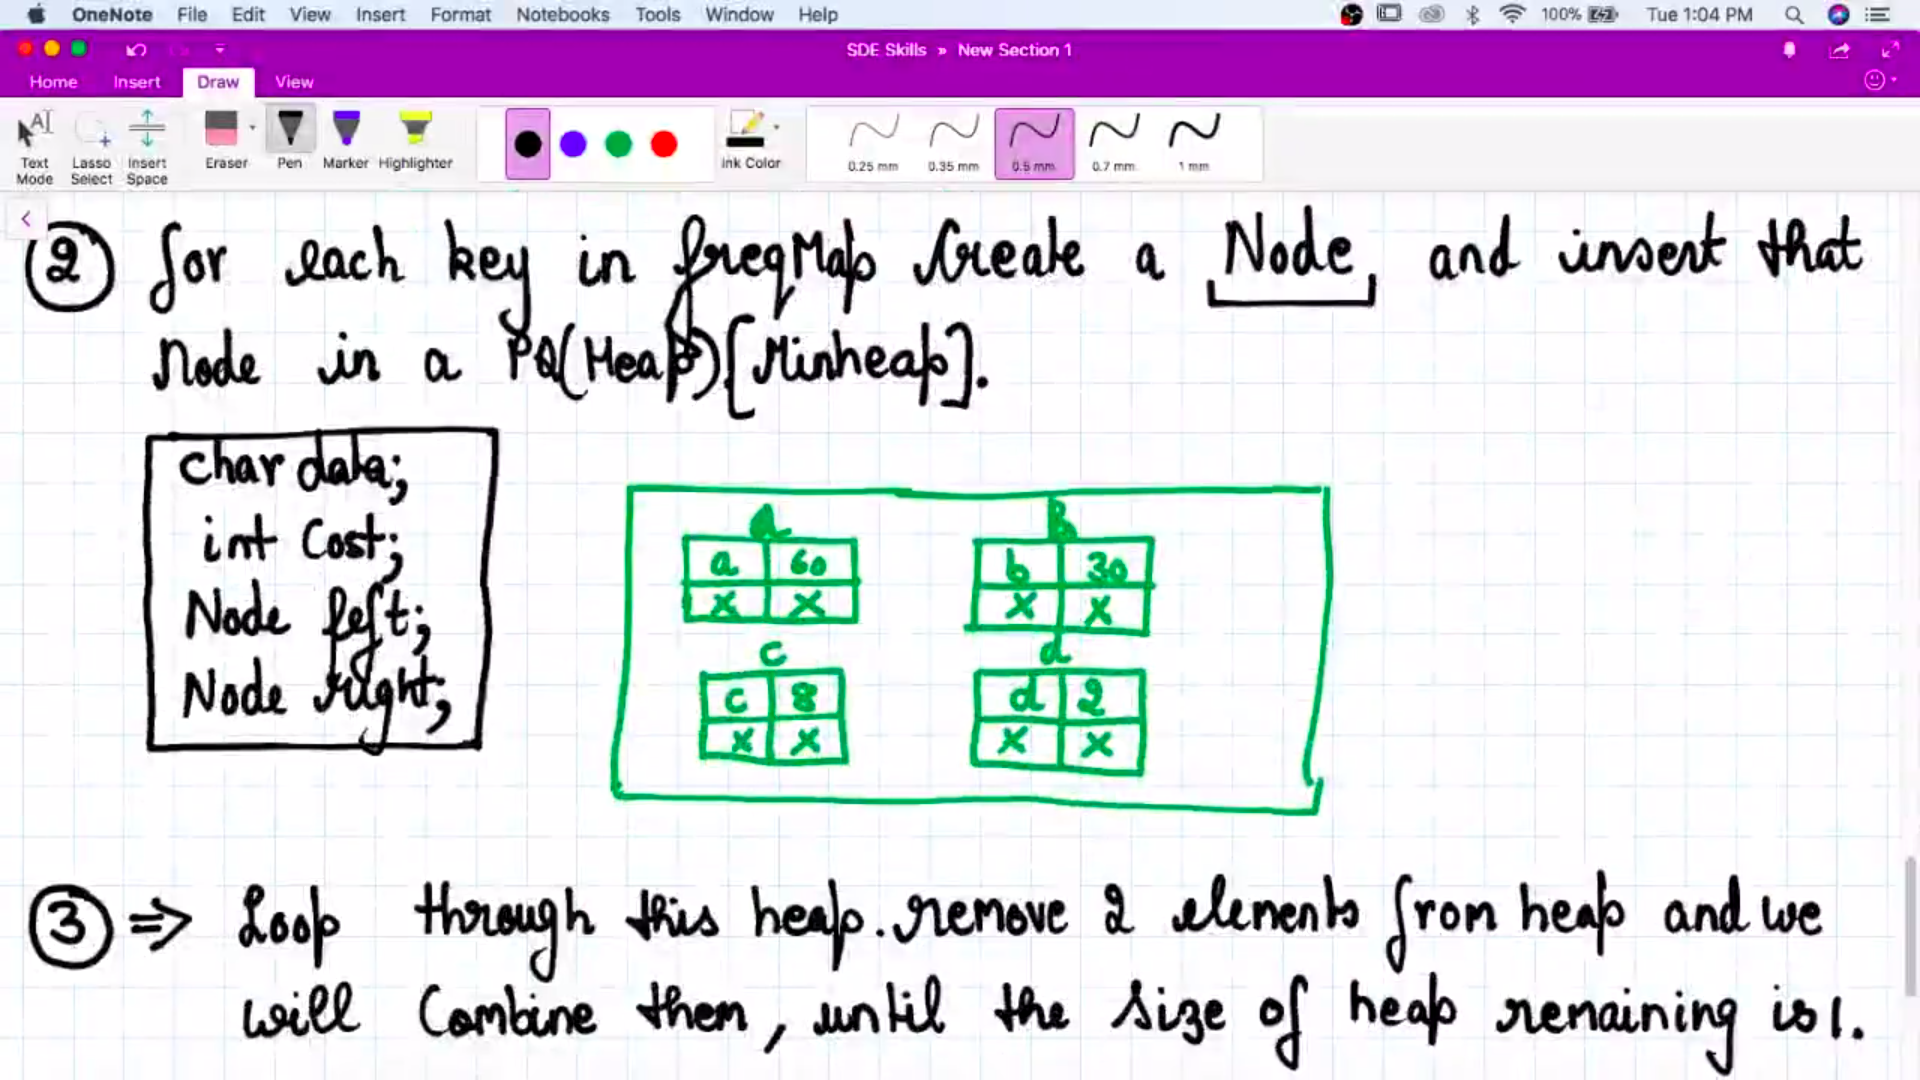 OneNote File Edit View Insert Format Notebooks Tools Window Help 100% Tue 1:04 PM
SDE Skills » New Section 1
Home Insert Draw View
Text Mode Lasso Select Insert Space Eraser Pen Marker Highlighter Ink Color 0.25 mm 0.35 mm 0.5 mm 0.7 mm 1 mm
2 for each key in freqMap create a Node, and insert that
Node in a PQ(Heap)[Minheap].
char data;
int Cost;
Node left;
Node right;
a B
a 60 b 30
x x x x
c d
c 8 d 2
x x x x
3 ⇒ Loop through this heap. remove 2 elements from heap and we
will Combine them, until the size of heap remaining is 1.